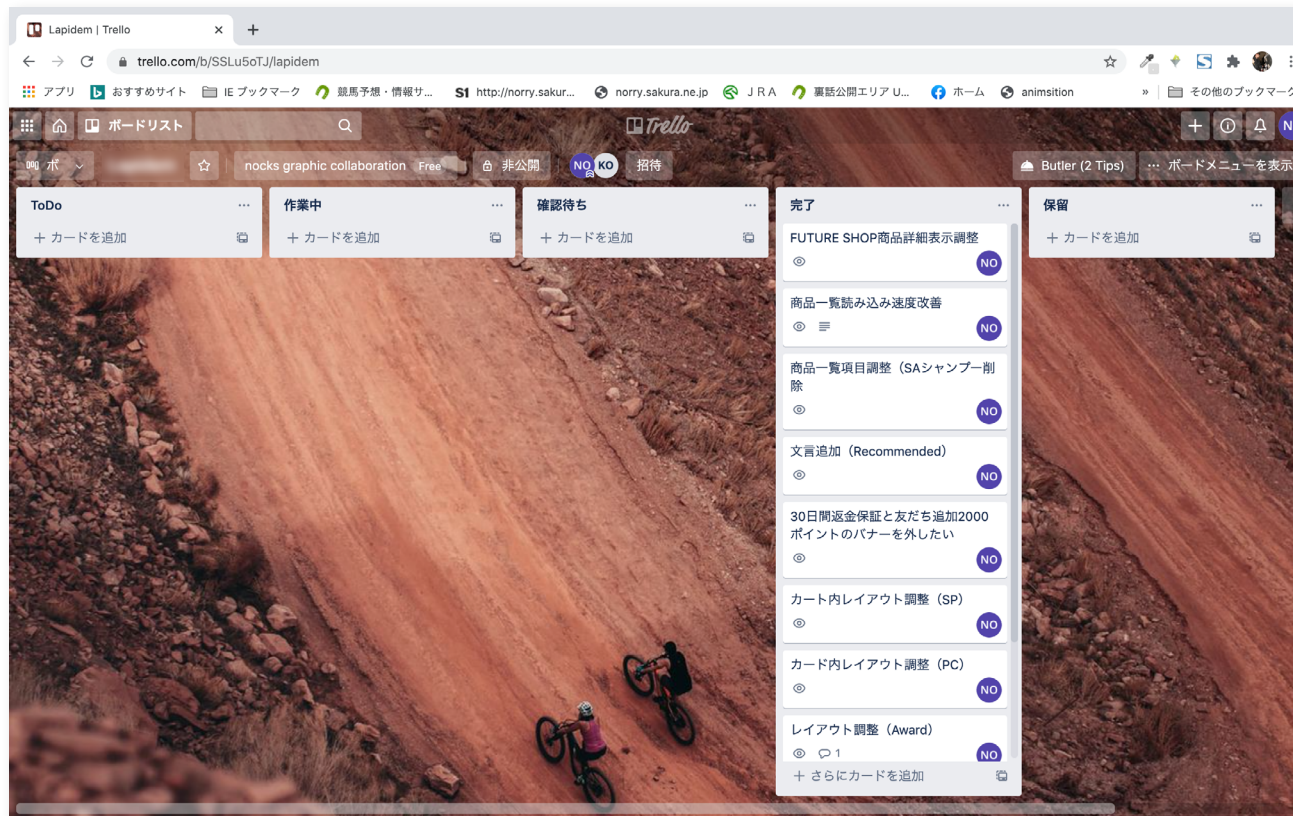 Lapidem | Trello
trello.com/b/SSLu5oTJ/lapidem
アプリ おすすめサイト IE ブックマーク 競馬予想・情報サ... S1 http://norry.sakur... norry.sakura.ne.jp J R A 裏話公開エリア U... ホーム animsition » その他のブックマーク
ボードリスト Trello N
ボ nocks graphic collaboration Free 非公開 NO KO 招待 Butler (2 Tips) ... ボードメニューを表示
ToDo 作業中 確認待ち 完了 保留
+ カードを追加 + カードを追加 + カードを追加 + カードを追加
FUTURE SHOP商品詳細表示調整
NO
商品一覧読み込み速度改善
NO
商品一覧項目調整（SAシャンプー削
除
NO
文言追加（Recommended）
NO
30日間返金保証と友だち追加2000
ポイントのバナーを外したい
NO
カート内レイアウト調整（SP）
NO
カード内レイアウト調整（PC）
NO
レイアウト調整（Award）
1 NO
+ さらにカードを追加